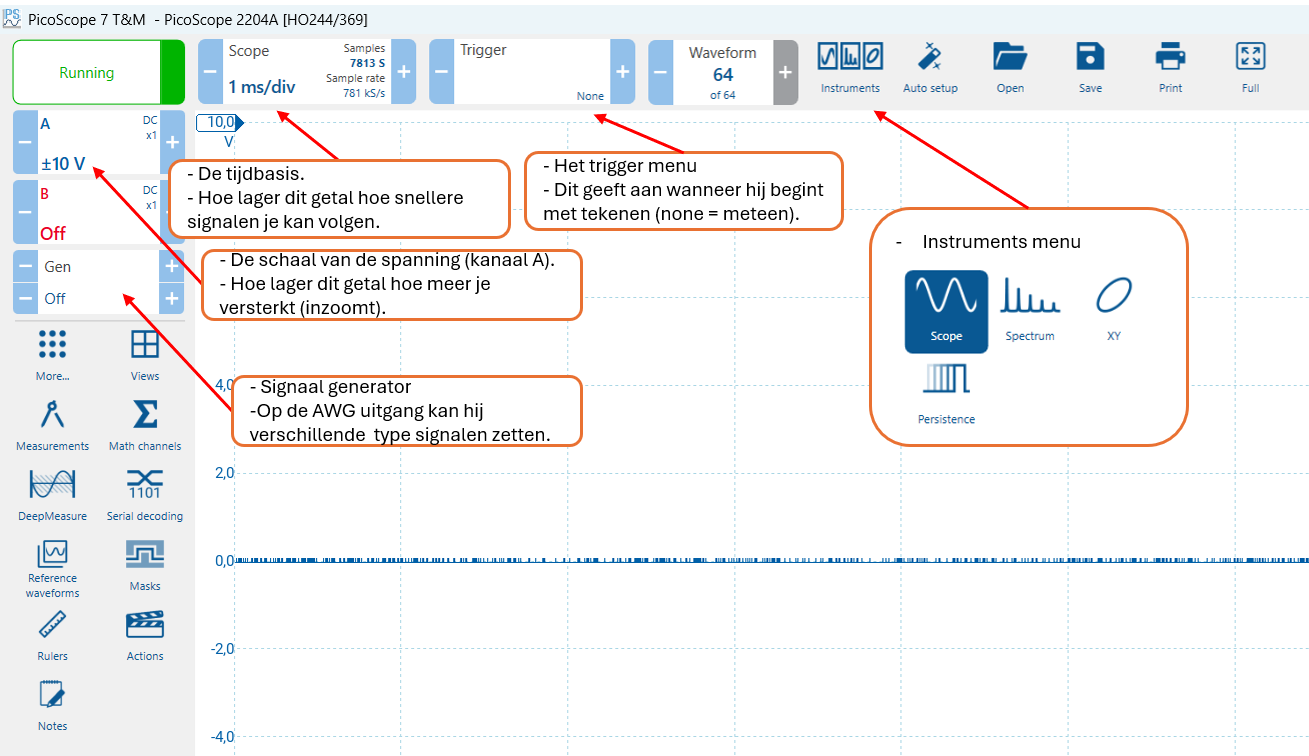 PicoScope 7 T&M - PicoScope 2204A [HO244/369]
Running
Scope
1 ms/div
Samples
7813 S
Sample rate
781 kS/s
Trigger
None
Waveform
64
of 64
Instruments
Auto setup
Open
Save
Print
Full
A
DC
x1
±10 V
B
DC
x1
Off
Gen
Off
More...
Views
Measurements
Math channels
DeepMeasure
1101
Serial decoding
Reference
waveforms
Masks
Rulers
Actions
Notes
10,0
V
4,0
2,0
0,0
-2,0
-4,0
- De tijdbasis.
- Hoe lager dit getal hoe snellere
signalen je kan volgen.
- Het trigger menu
- Dit geeft aan wanneer hij begint
met tekenen (none = meteen).
- De schaal van de spanning (kanaal A).
- Hoe lager dit getal hoe meer je
versterkt (inzoomt).
- Signaal generator
-Op de AWG uitgang kan hij
verschillende type signalen zetten.
- Instruments menu
Scope
Spectrum
XY
Persistence